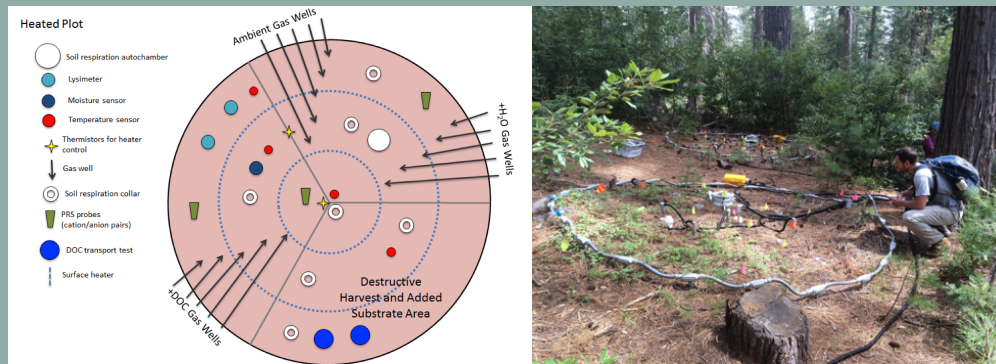 Heated Plot
Soil respiration autochamber
Lysimeter
Moisture sensor
Temperature sensor
Thermistors for heater
control
Gas well
Soil respiration collar
PRS probes
(cation/anion pairs)
DOC transport test
Surface heater
Ambient Gas Wells
+H₂O Gas Wells
+DOC Gas Wells
Destructive
Harvest and Added
Substrate Area